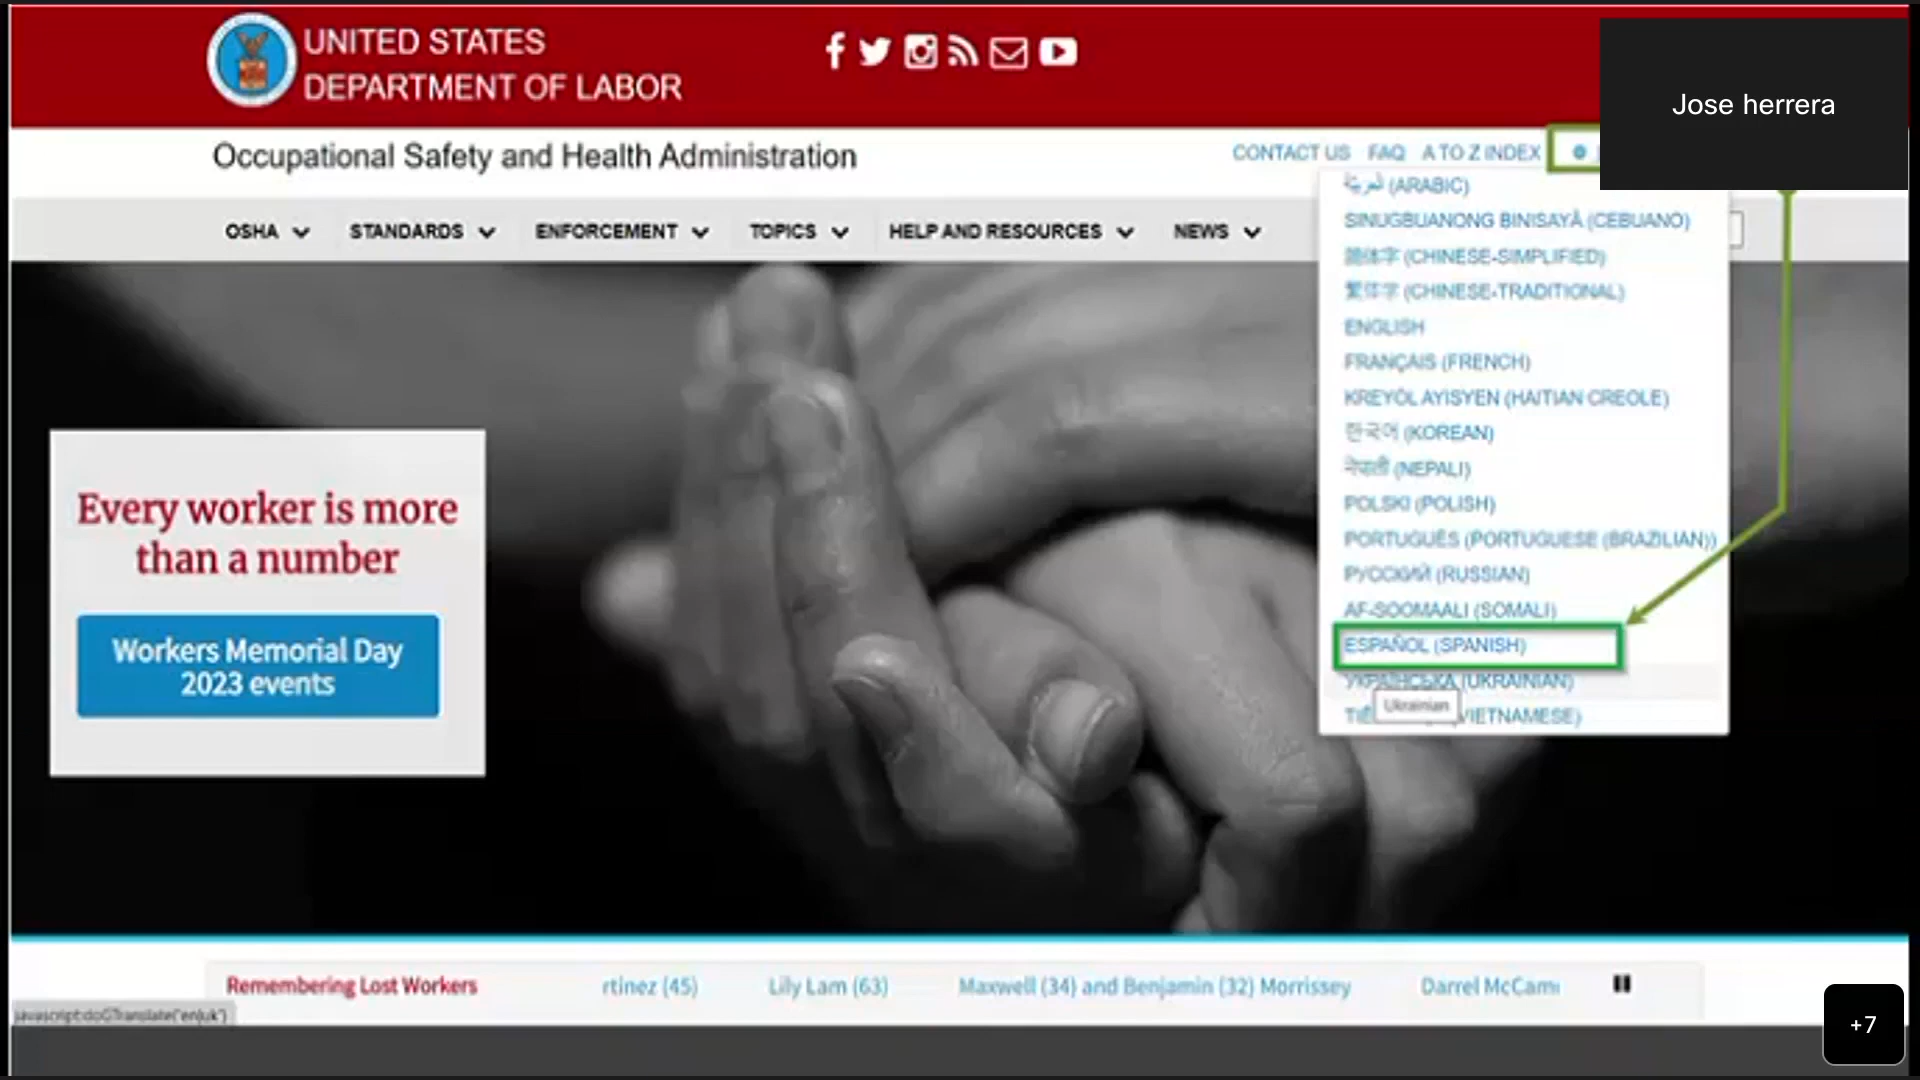 UNITED STATES
DEPARTMENT OF LABOR
Jose herrera
Occupational Safety and Health Administration
CONTACT US FAQ A TO Z INDEX
OSHA STANDARDS ENFORCEMENT TOPICS HELP AND RESOURCES NEWS
(ARABIC)
SINUGBUANONG BINISAYÂ (CEBUANO)
(CHINESE-SIMPLIFIED)
(CHINESE-TRADITIONAL)
ENGLISH
FRANÇAIS (FRENCH)
KREYÒL AYISYEN (HAITIAN CREOLE)
한국어 (KOREAN)
नेपाली (NEPALI)
POLSKI (POLISH)
PORTUGUÊS (PORTUGUESE (BRAZILIAN))
РУССКИЙ (RUSSIAN)
AF-SOOMAALI (SOMALI)
ESPAÑOL (SPANISH)
УКРАЇНСЬКА (UKRAINIAN)
Ukrainian
VIETNAMESE)
Every worker is more
than a number
Workers Memorial Day
2023 events
Remembering Lost Workers rtinez (45) Lily Lam (63) Maxwell (34) and Benjamin (32) Morrissey Darrel McCami
javascript:doGTranslate('en|uk')
+7